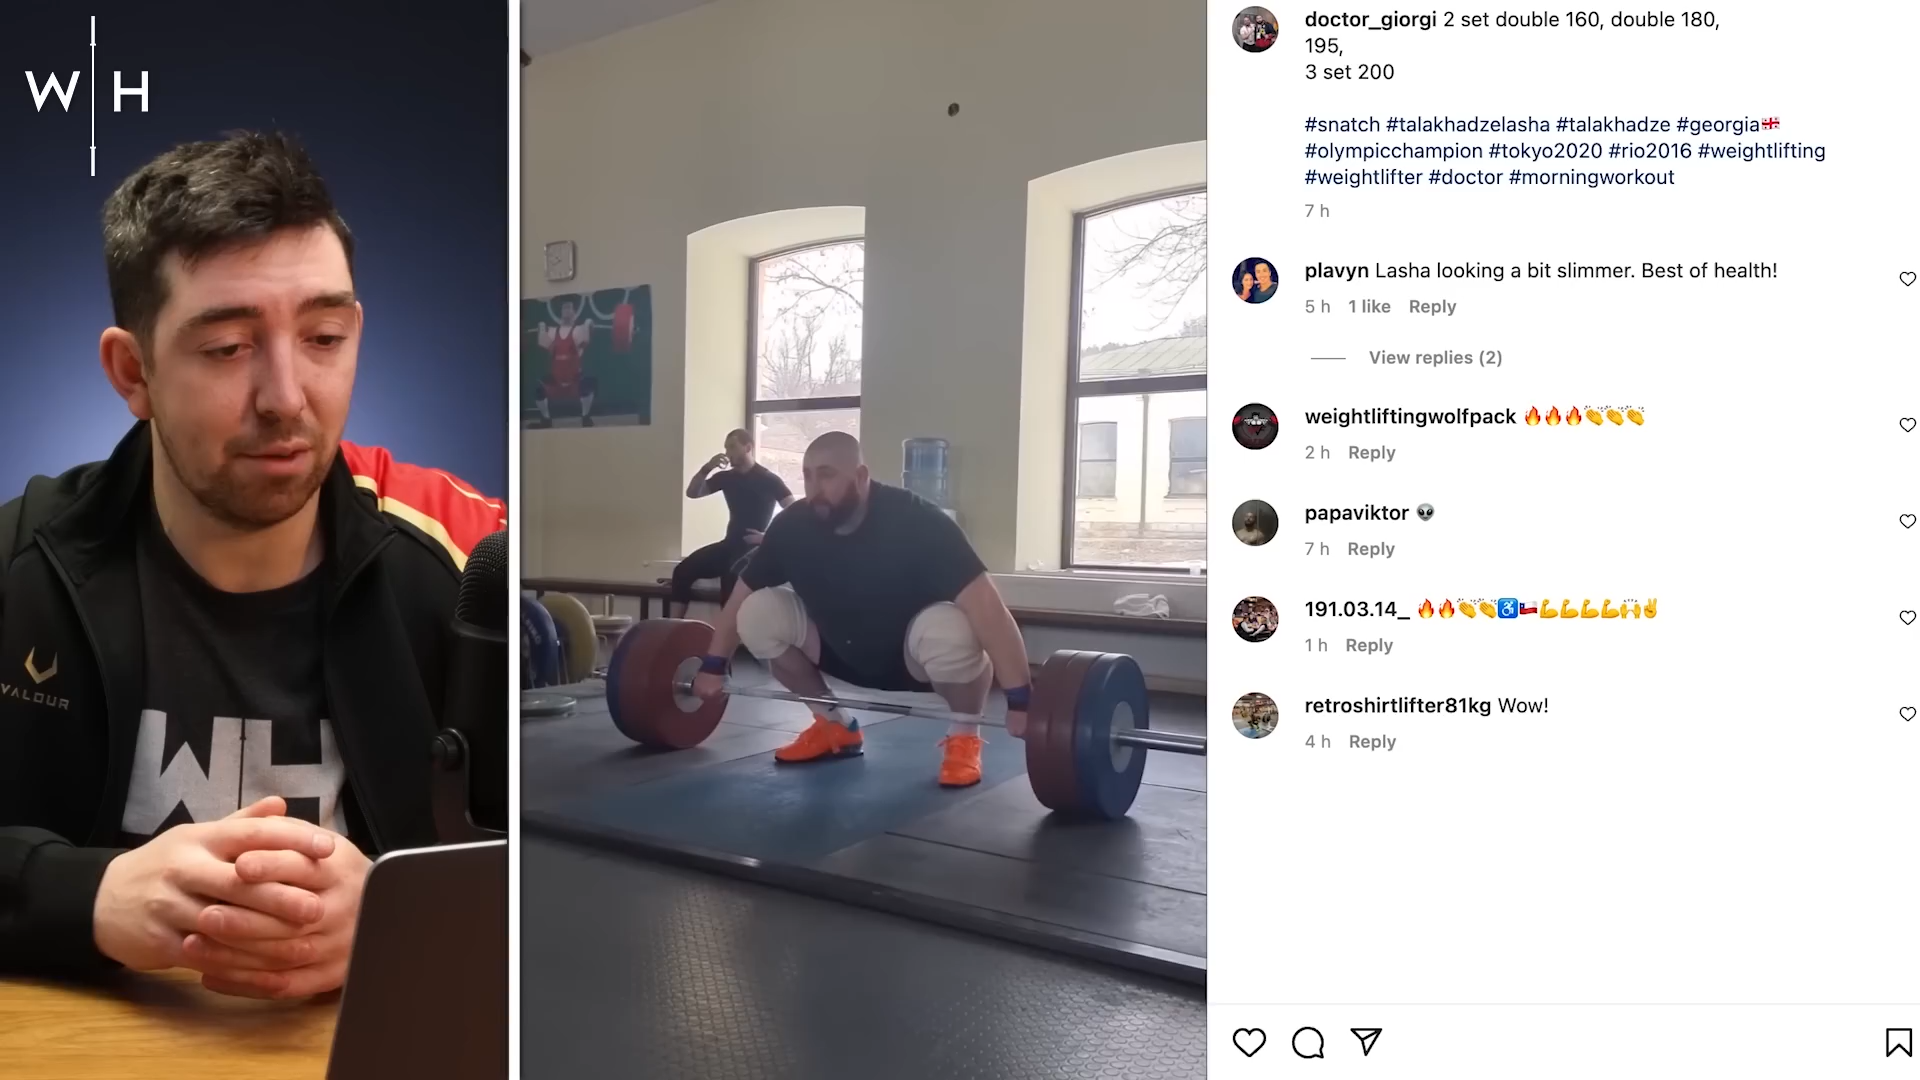 W H
VALOUR
WH
doctor_giorgi 2 set double 160, double 180,
195,
3 set 200
#snatch #talakhadzelasha #talakhadze #georgia🇬🇪
#olympicchampion #tokyo2020 #rio2016 #weightlifting
#weightlifter #doctor #morningworkout
7 h
plavyn Lasha looking a bit slimmer. Best of health!
5 h 1 like Reply
View replies (2)
weightliftingwolfpack 🔥🔥🔥👏👏👏
2 h Reply
papaviktor 👽
7 h Reply
191.03.14_ 🔥🔥👏👏♿🇨🇱💪💪💪💪🙌✌
1 h Reply
retroshirtlifter81kg Wow!
4 h Reply